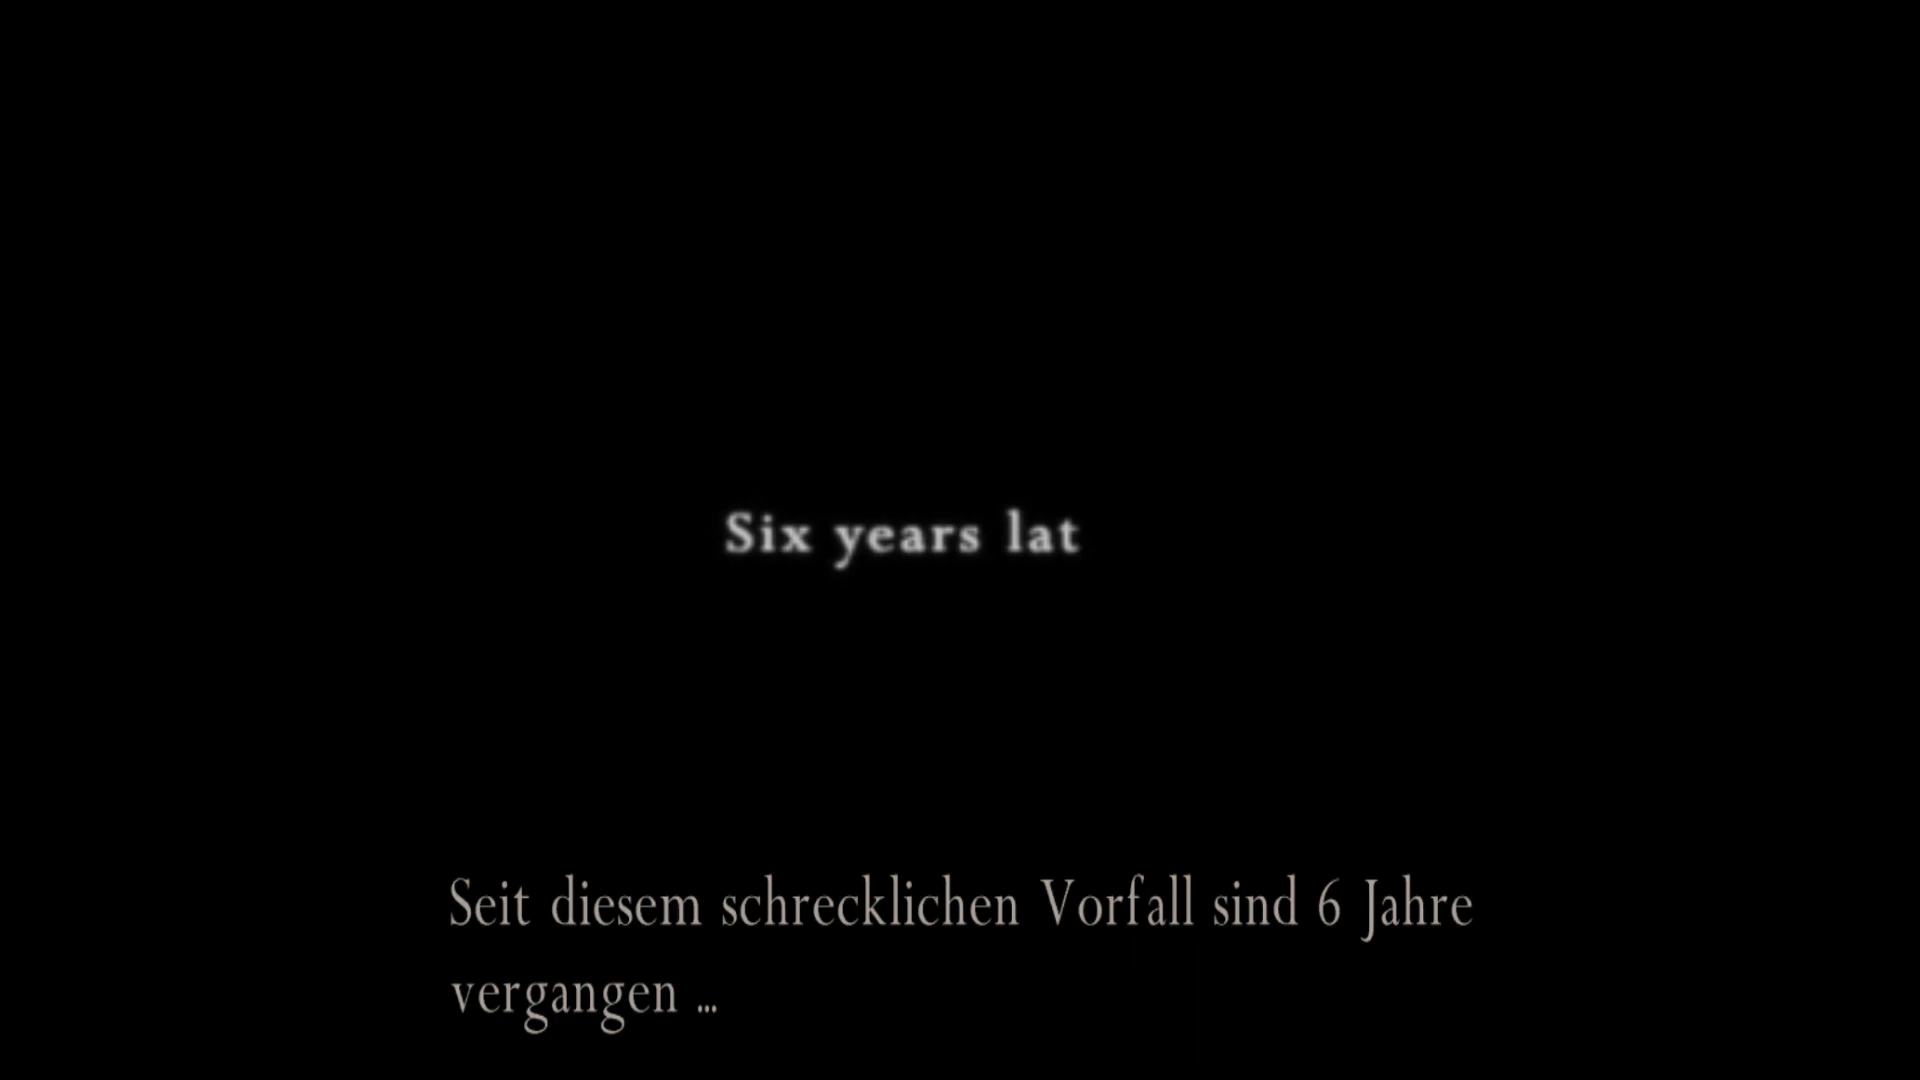 Six years lat
Seit diesem schrecklichen Vorfall sind 6 Jahre
vergangen ...